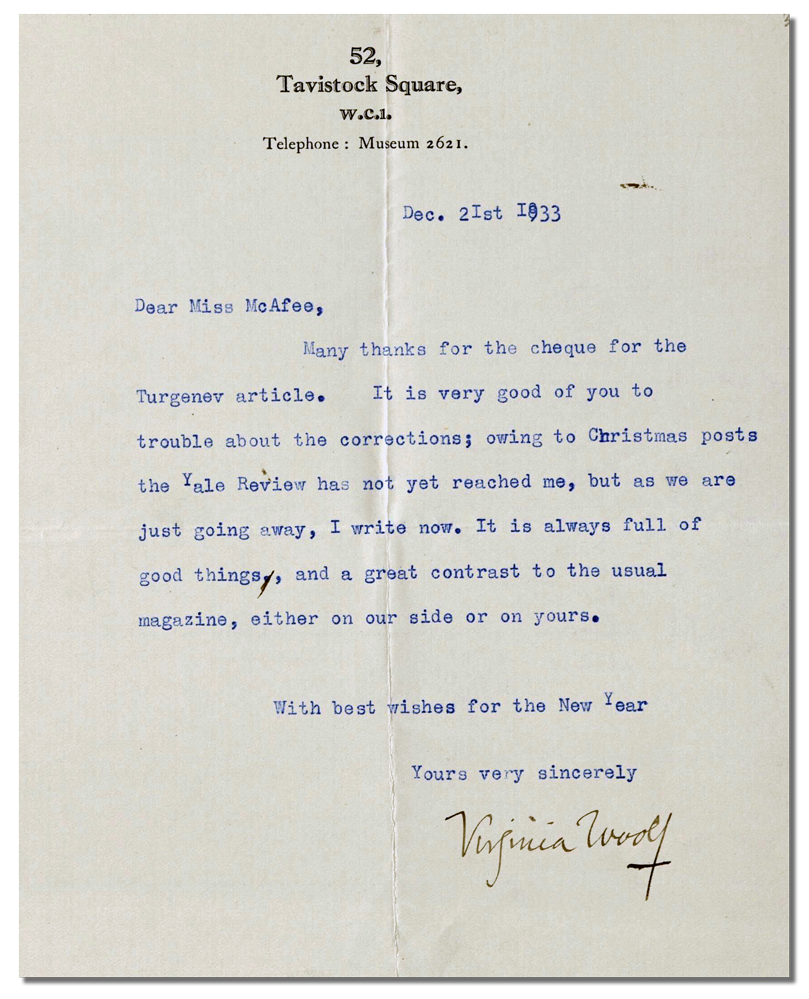 52,
Tavistock Square,
W.C.1.
Telephone : Museum 2621.
Dec. 2Ist I933
Dear Miss McAfee,
Many thanks for the cheque for the
Turgenev article. It is very good of you to
trouble about the corrections; owing to Christmas posts
the Yale Review has not yet reached me, but as we are
just going away, I write now. It is always full of
good things,, and a great contrast to the usual
magazine, either on our side or on yours.
With best wishes for the New Year
Yours very sincerely
Virginia Woolf